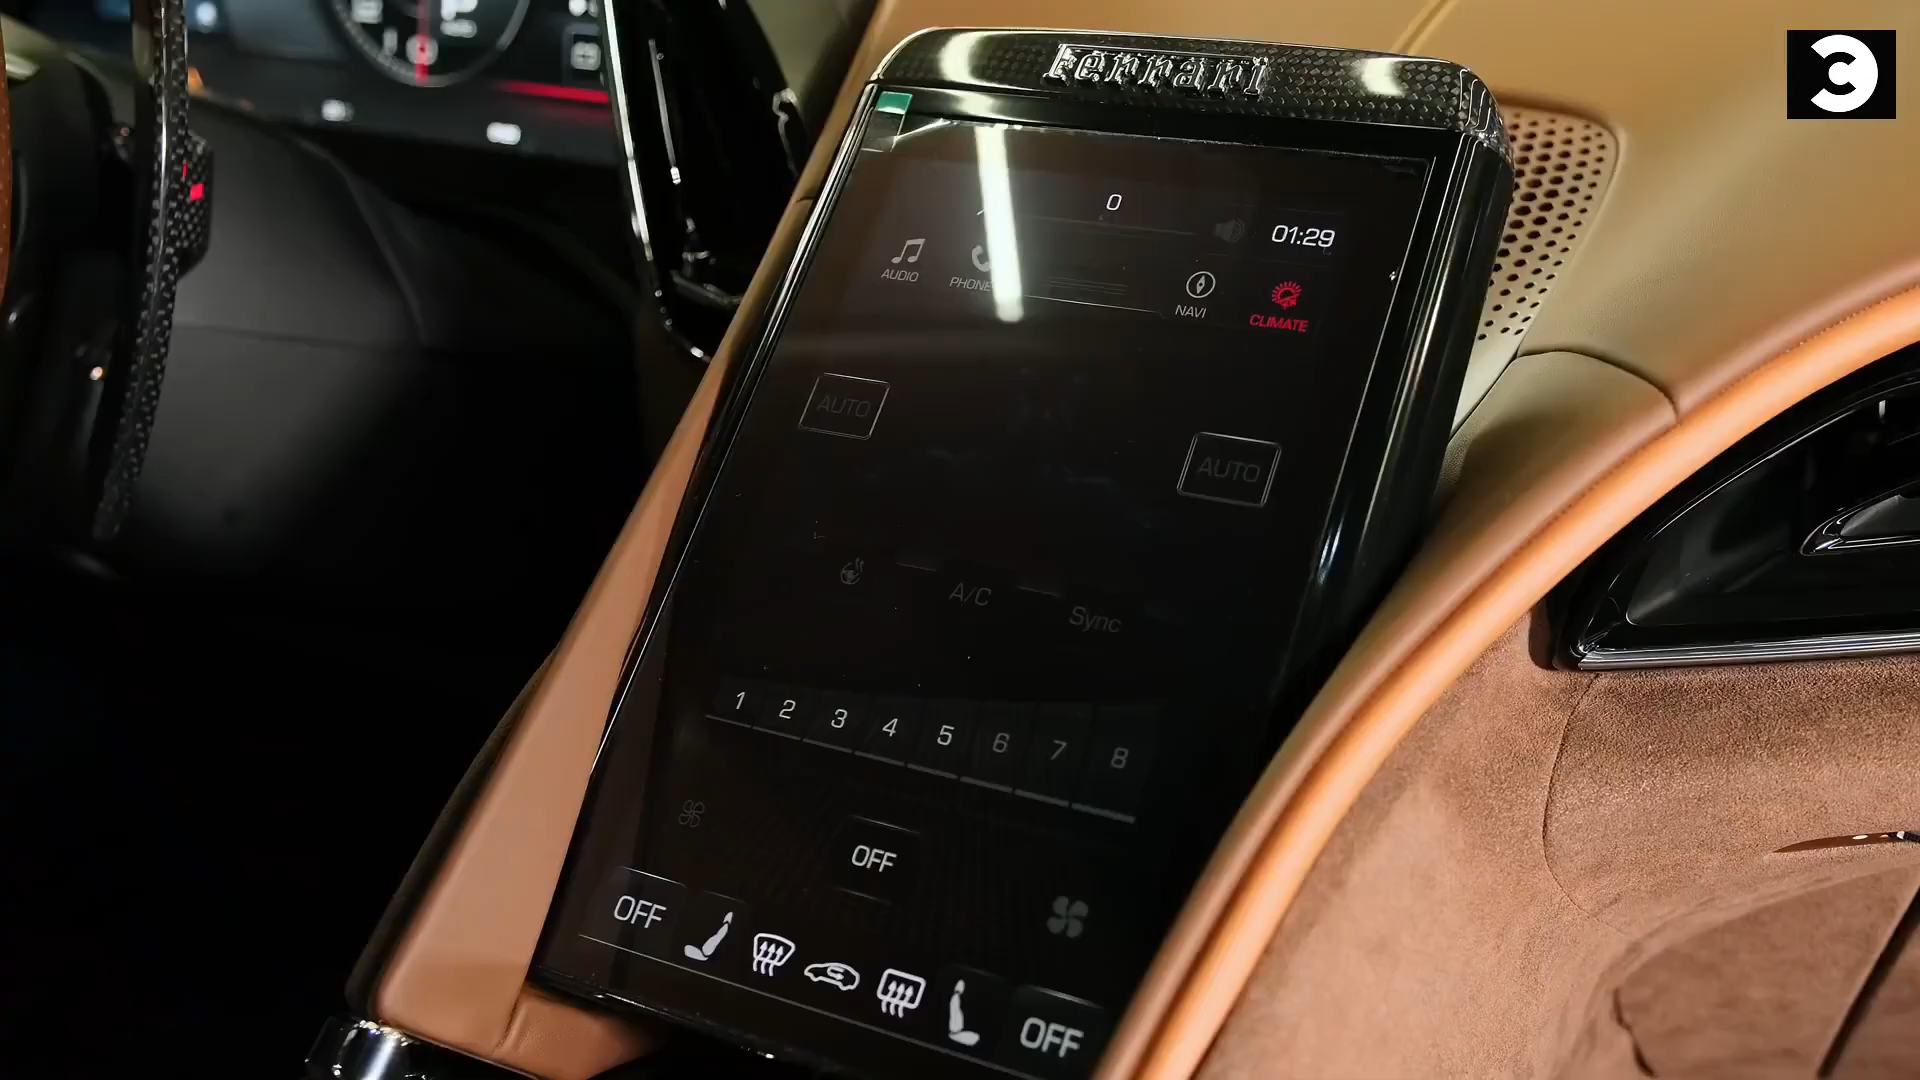 Ferrari
0
01:29
AUDIO
PHONE
NAVI
CLIMATE
AUTO
AUTO
A/C
Sync
1 2 3 4 5 6 7 8
OFF
OFF
OFF